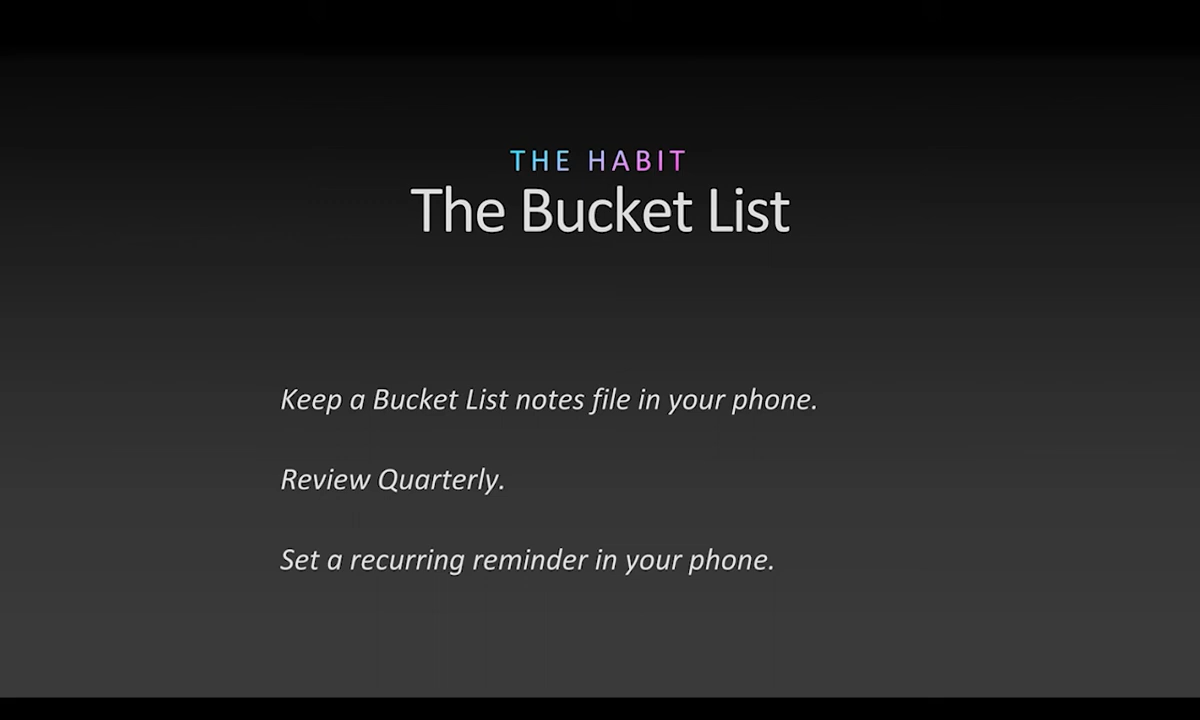 THE HABIT
The Bucket List
Keep a Bucket List notes file in your phone.
Review Quarterly.
Set a recurring reminder in your phone.